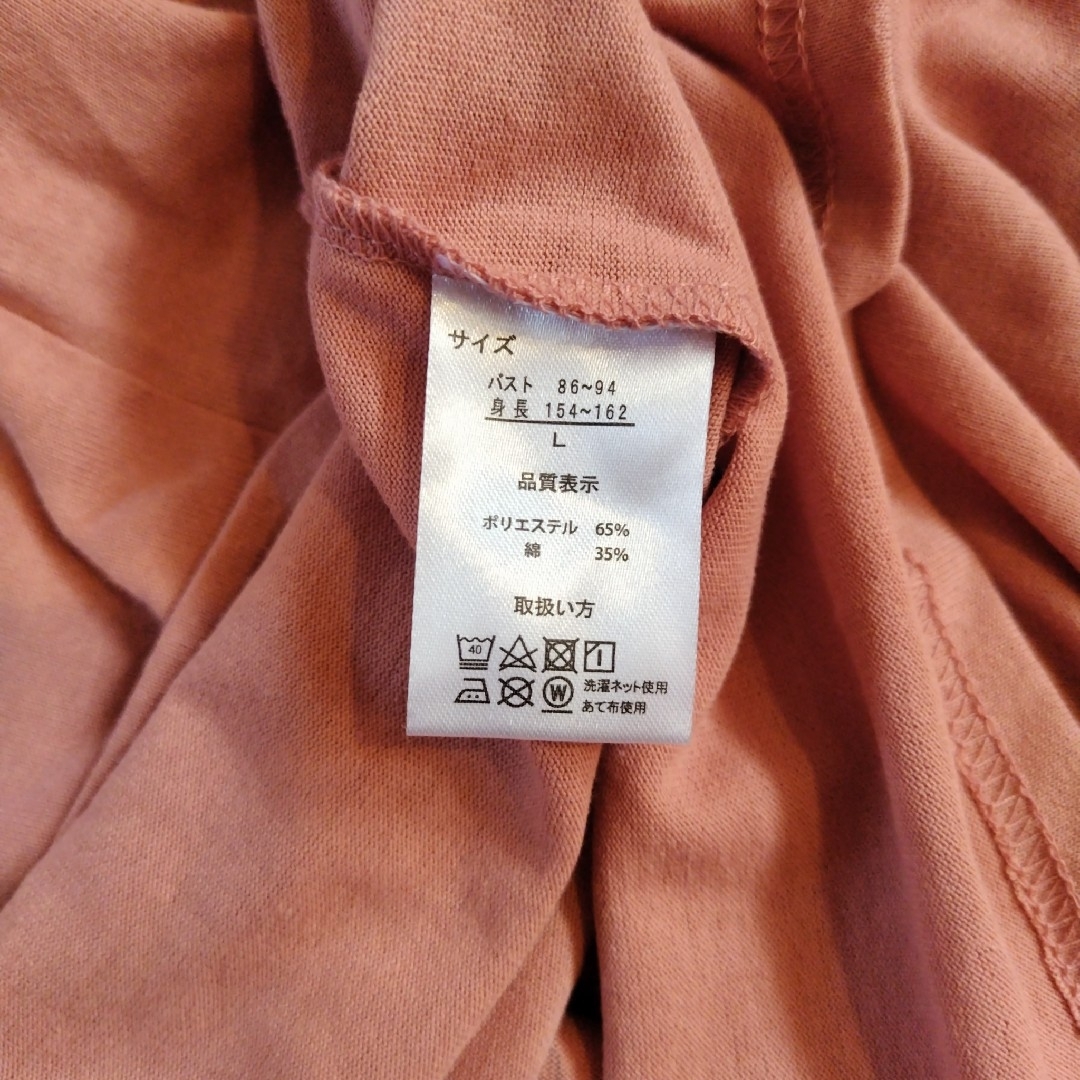 サイズ
バスト 86~94
身長 154~162
L
品質表示
ポリエステル 65%
綿 35%
取扱い方
40
W 洗濯ネット使用
あて布使用